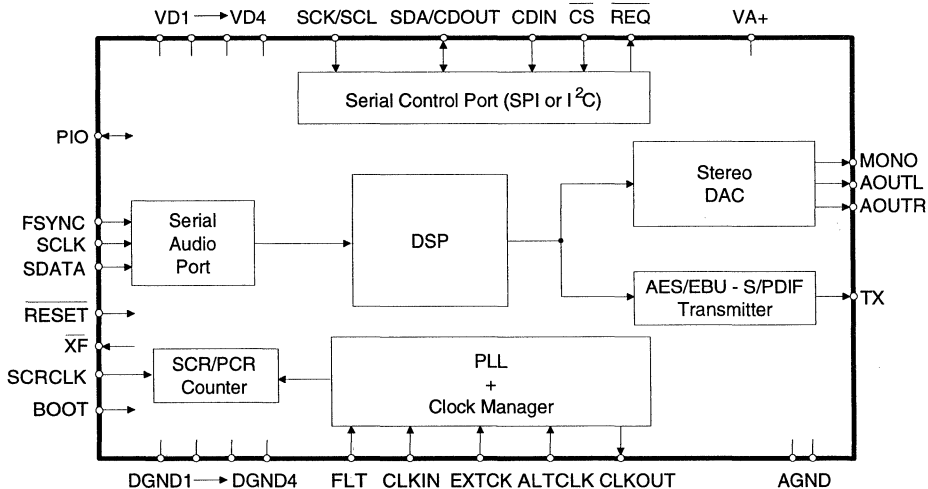 VD1 → VD4 SCK/SCL SDA/CDOUT CDIN CS REQ VA+
Serial Control Port (SPI or I²C)
PIO
Stereo
DAC
MONO
AOUTL
AOUTR
FSYNC
SCLK
SDATA
Serial
Audio
Port
DSP
AES/EBU - S/PDIF
Transmitter
TX
RESET
XF
SCRCLK
BOOT
SCR/PCR
Counter
PLL
+
Clock Manager
DGND1 → DGND4 FLT CLKIN EXTCK ALTCLK CLKOUT AGND